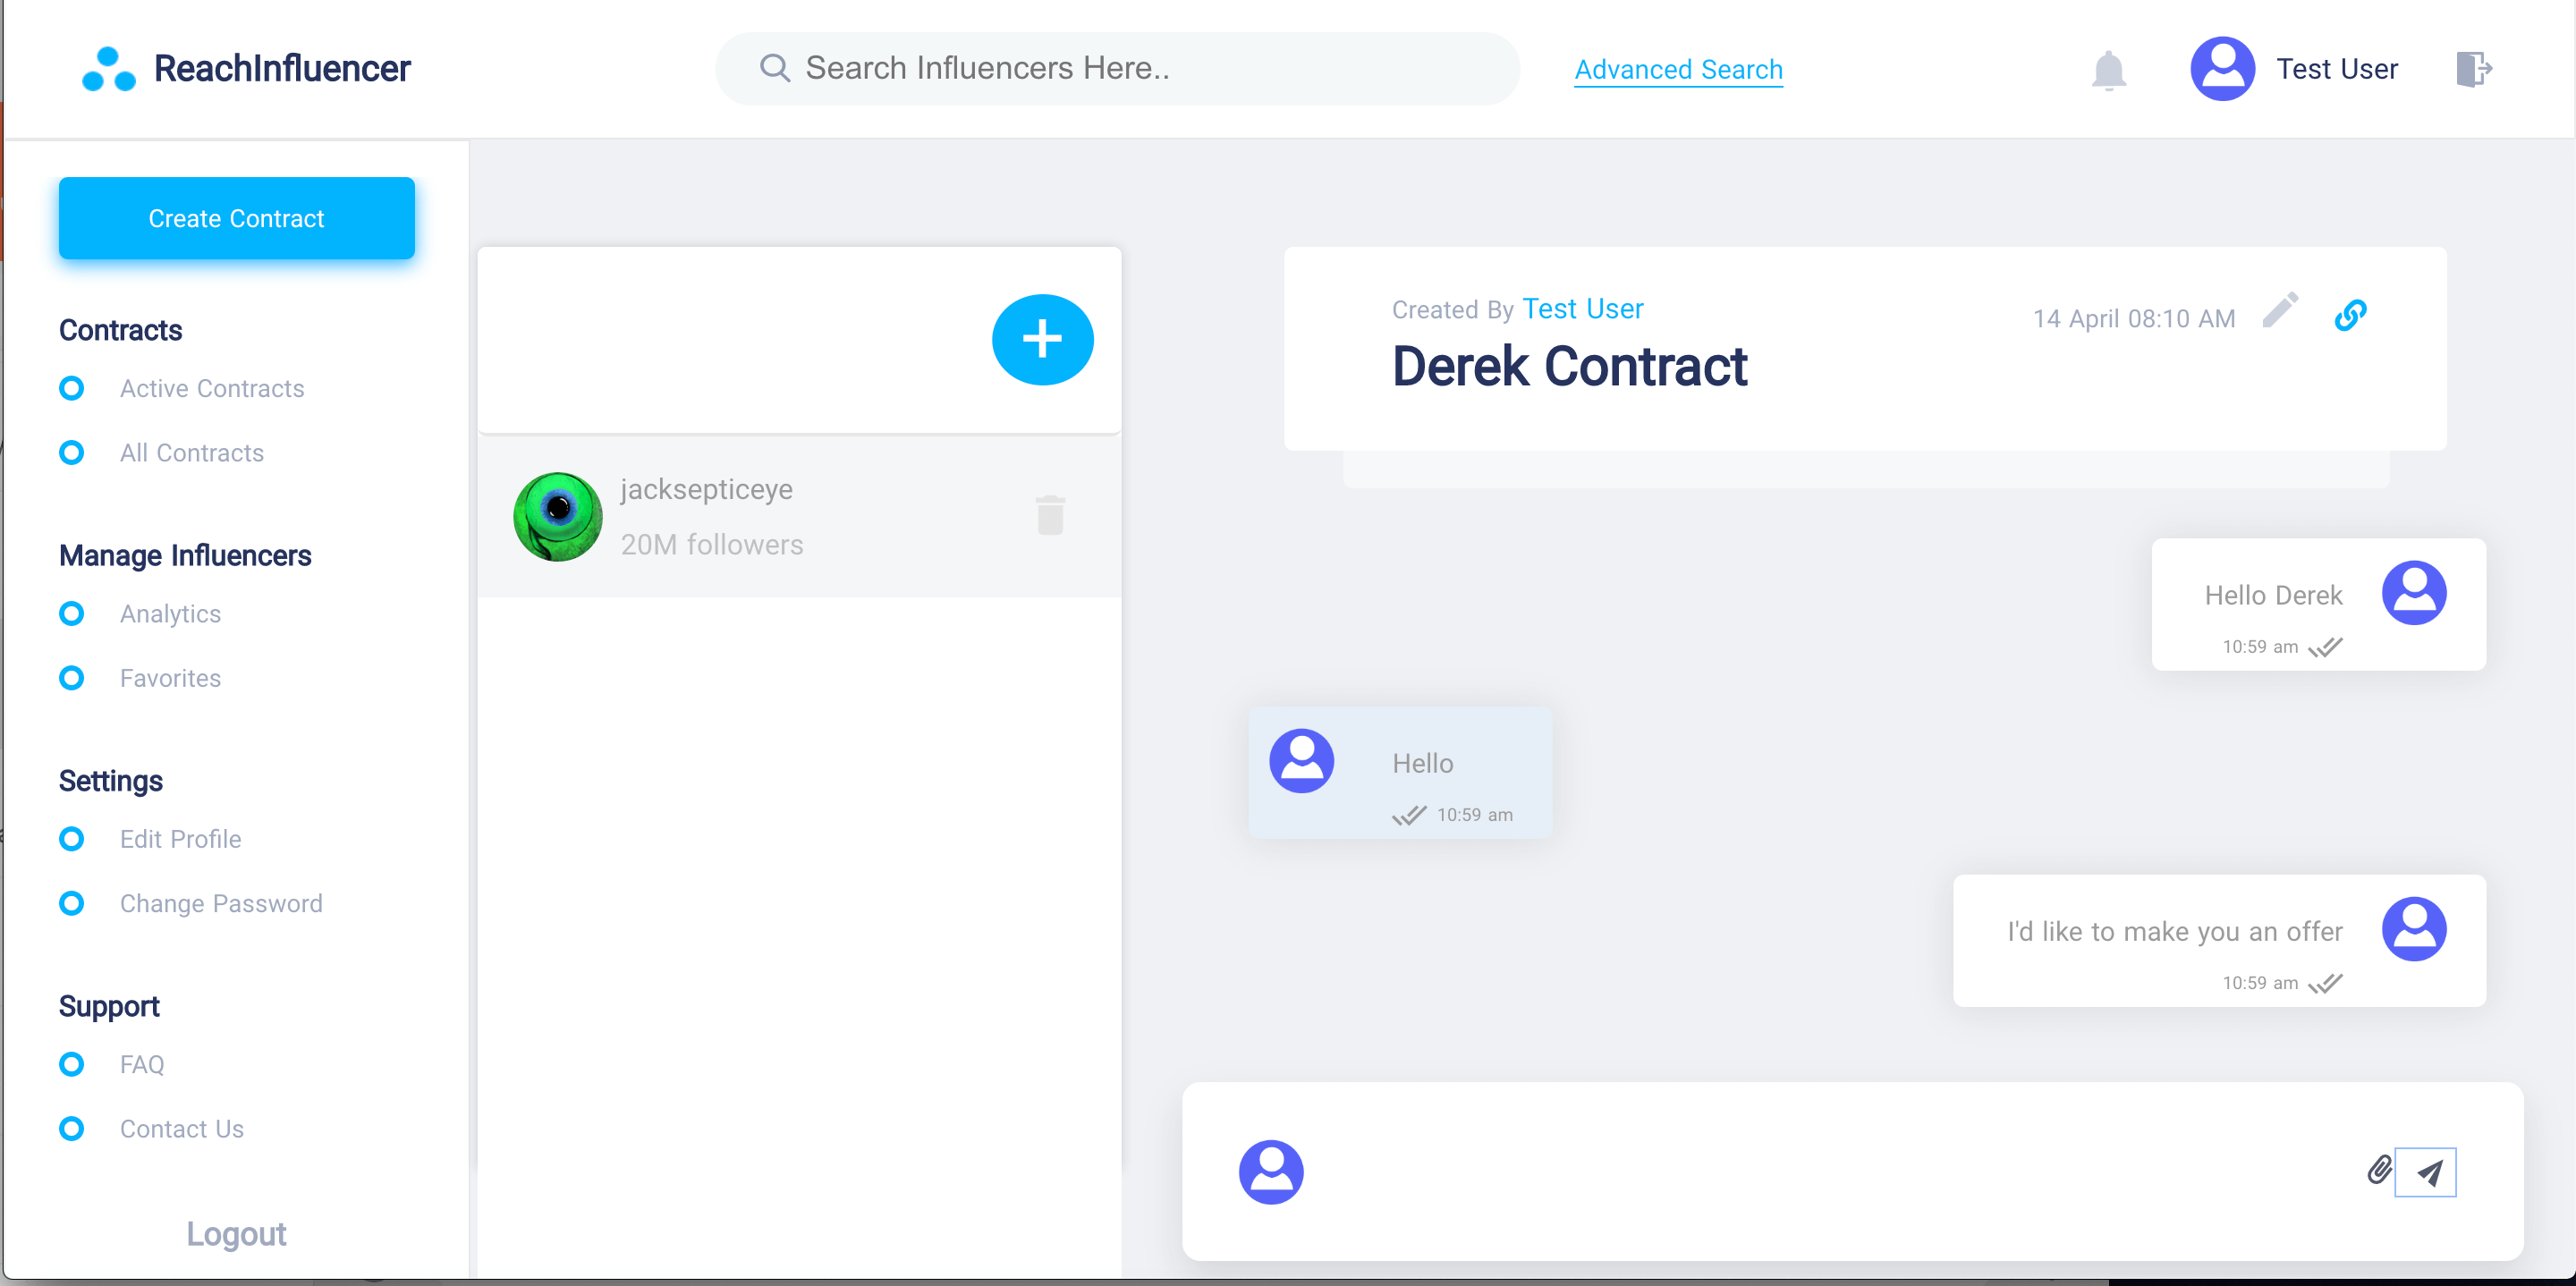 ReachInfluencer
Search Influencers Here..
Advanced Search
Test User
Create Contract
Contracts
Active Contracts
All Contracts
Manage Influencers
Analytics
Favorites
Settings
Edit Profile
Change Password
Support
FAQ
Contact Us
Logout
jacksepticeye
20M followers
Created By Test User
14 April 08:10 AM
Derek Contract
Hello Derek
10:59 am
Hello
10:59 am
I'd like to make you an offer
10:59 am